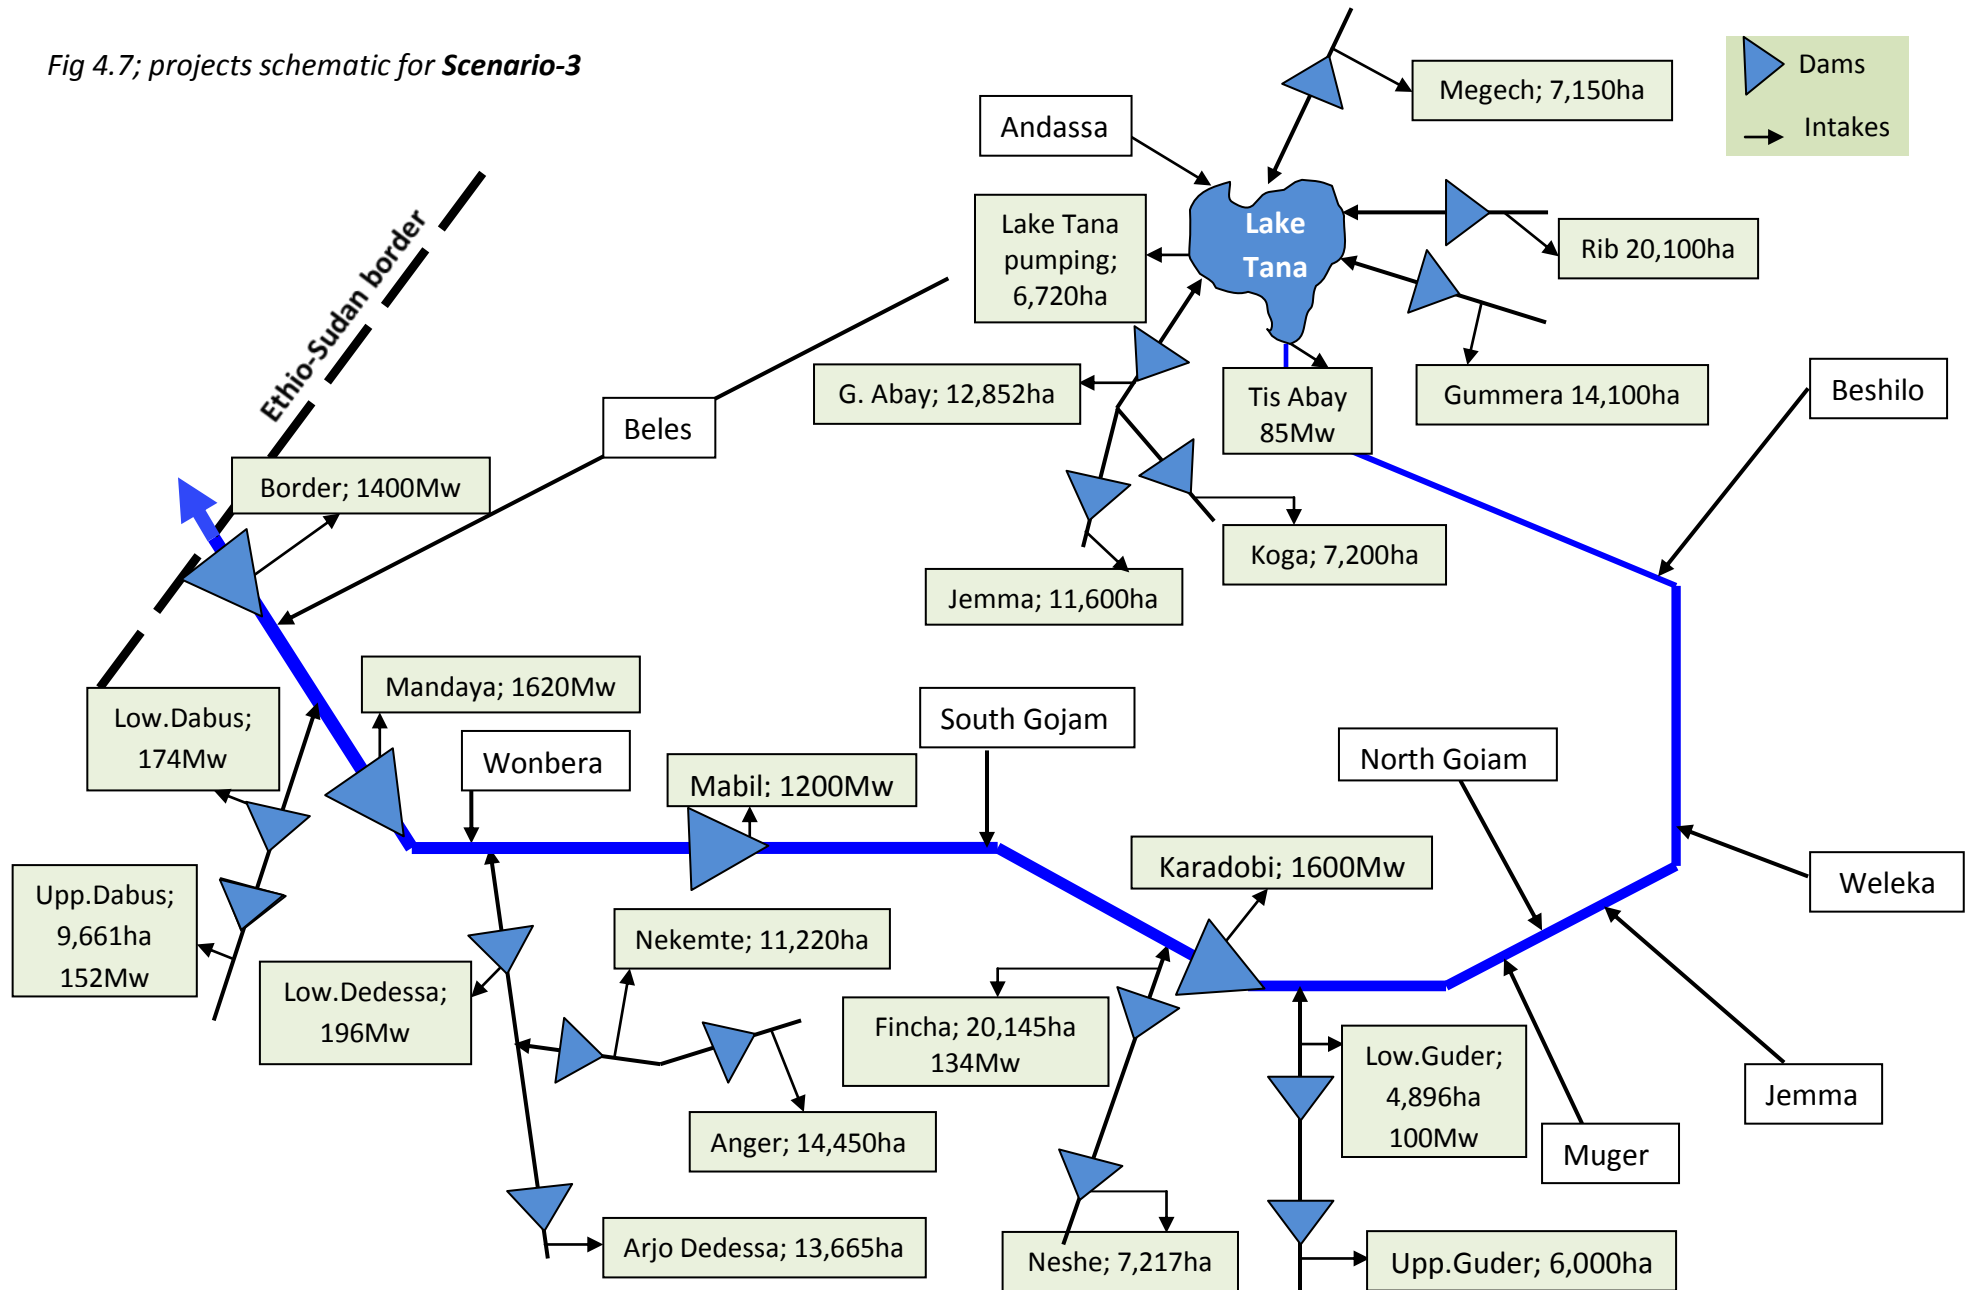 Fig 4.7; projects schematic for Scenario-3
Dams
Intakes
Megech; 7,150ha
Andassa
Lake Tana
pumping;
6,720ha
Lake
Tana
Rib 20,100ha
Ethio-Sudan border
G. Abay; 12,852ha
Tis Abay
85Mw
Gummera 14,100ha
Beshilo
Beles
Border; 1400Mw
Koga; 7,200ha
Jemma; 11,600ha
Low.Dabus;
174Mw
Mandaya; 1620Mw
Wonbera
Mabil; 1200Mw
South Gojam
North Gojam
Karadobi; 1600Mw
Weleka
Upp.Dabus;
9,661ha
152Mw
Nekemte; 11,220ha
Low.Dedessa;
196Mw
Fincha; 20,145ha
134Mw
Low.Guder;
4,896ha
100Mw
Jemma
Anger; 14,450ha
Muger
Arjo Dedessa; 13,665ha
Neshe; 7,217ha
Upp.Guder; 6,000ha